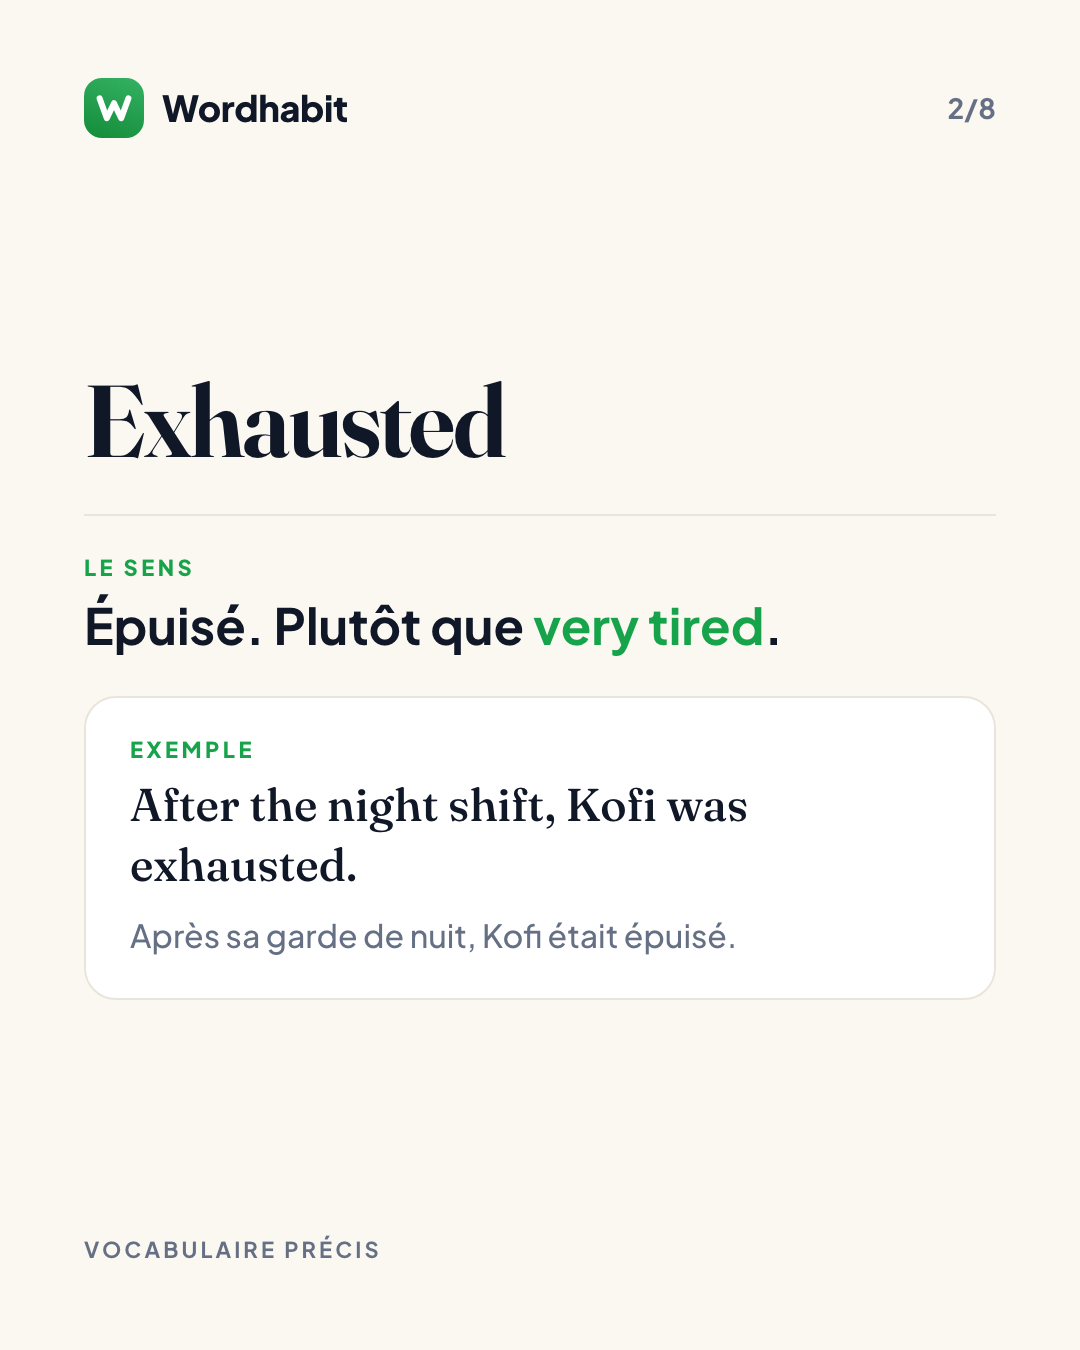 Wordhabit
2/8
Exhausted
LE SENS
Épuisé. Plutôt que very tired.
EXEMPLE
After the night shift, Kofi was
exhausted.
Après sa garde de nuit, Kofi était épuisé.
VOCABULAIRE PRÉCIS